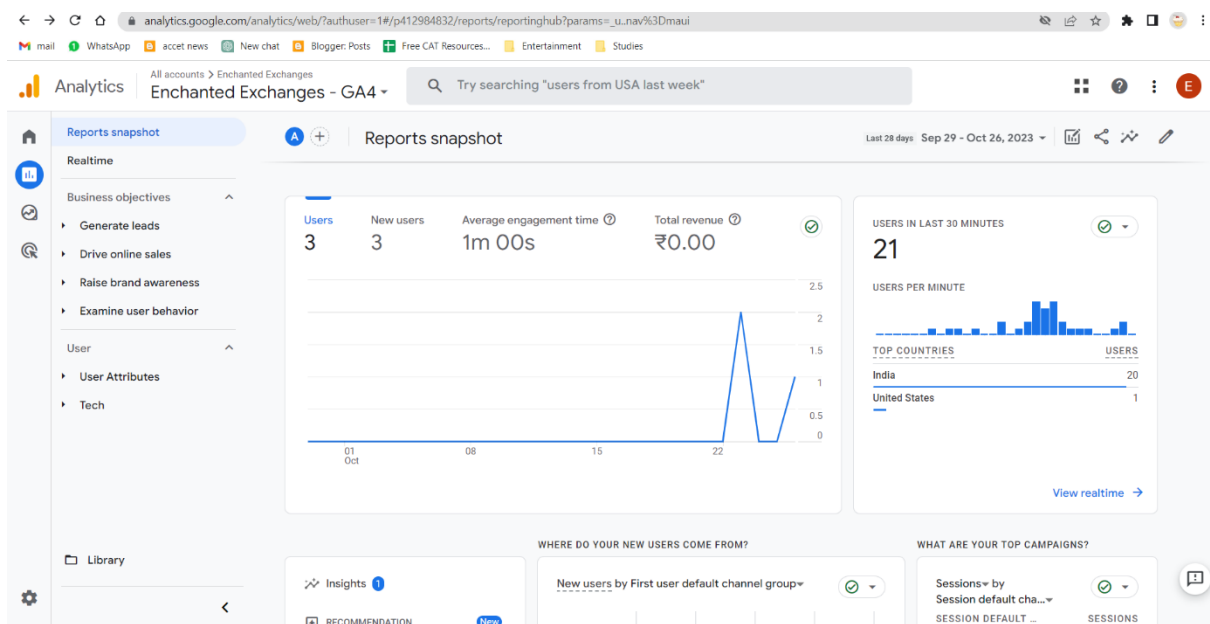 analytics.google.com/analytics/web/?authuser=1#/p412984832/reports/reportinghub?params=_u..nav%3Dmaui
mail WhatsApp accet news New chat Blogger: Posts Free CAT Resources... Entertainment Studies
Analytics
All accounts > Enchanted Exchanges
Enchanted Exchanges - GA4
Try searching "users from USA last week"
E
Reports snapshot
Realtime
Business objectives
Generate leads
Drive online sales
Raise brand awareness
Examine user behavior
User
User Attributes
Tech
Library
A
Reports snapshot
Last 28 days Sep 29 - Oct 26, 2023
Users New users Average engagement time Total revenue
3 3 1m 00s ₹0.00
2.5
2
1.5
1
0.5
0
01 08 15 22
Oct
USERS IN LAST 30 MINUTES
21
USERS PER MINUTE
TOP COUNTRIES USERS
India 20
United States 1
View realtime
Insights 1
RECOMMENDATION New
WHERE DO YOUR NEW USERS COME FROM?
New users by First user default channel group
WHAT ARE YOUR TOP CAMPAIGNS?
Sessions by
Session default cha...
SESSION DEFAULT ... SESSIONS